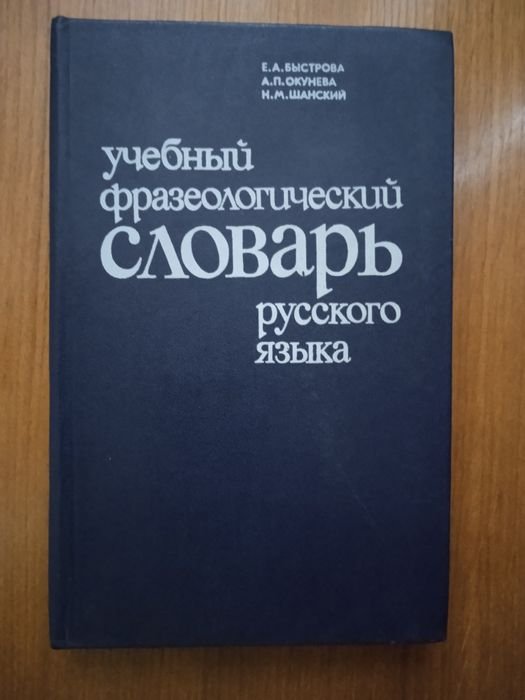 Е.А.БЫСТРОВА
А.П.ОКУНЕВА
Н.М.ШАНСКИЙ
учебный
фразеологический
СЛОВАРЬ
русского
языка